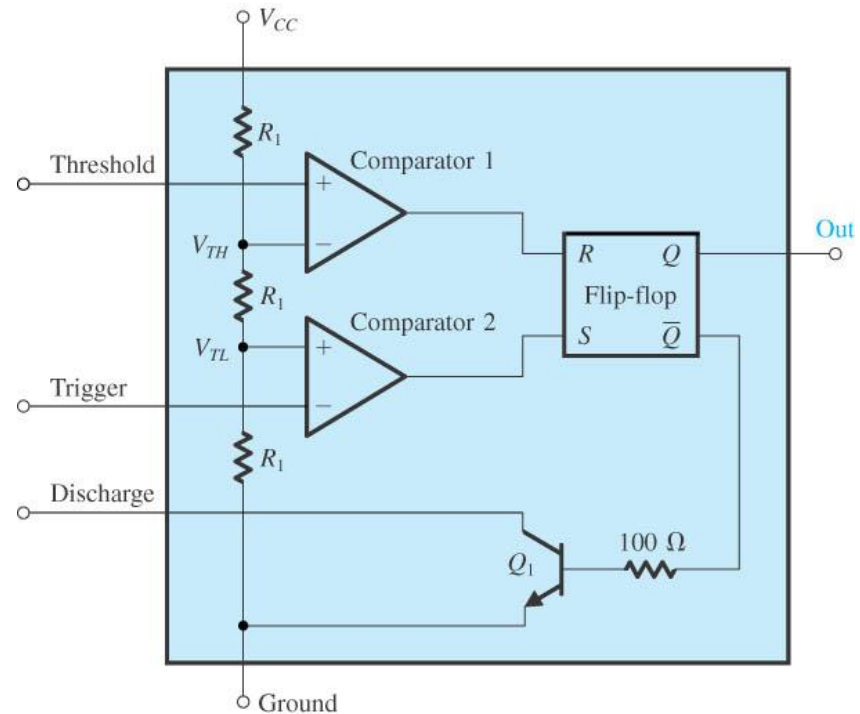 V_CC
R_1
Threshold
Comparator 1
+
−
V_TH
Out
R Q
Flip-flop
S Q̅
R_1
Comparator 2
V_TL
+
−
Trigger
R_1
Discharge
100 Ω
Q_1
Ground